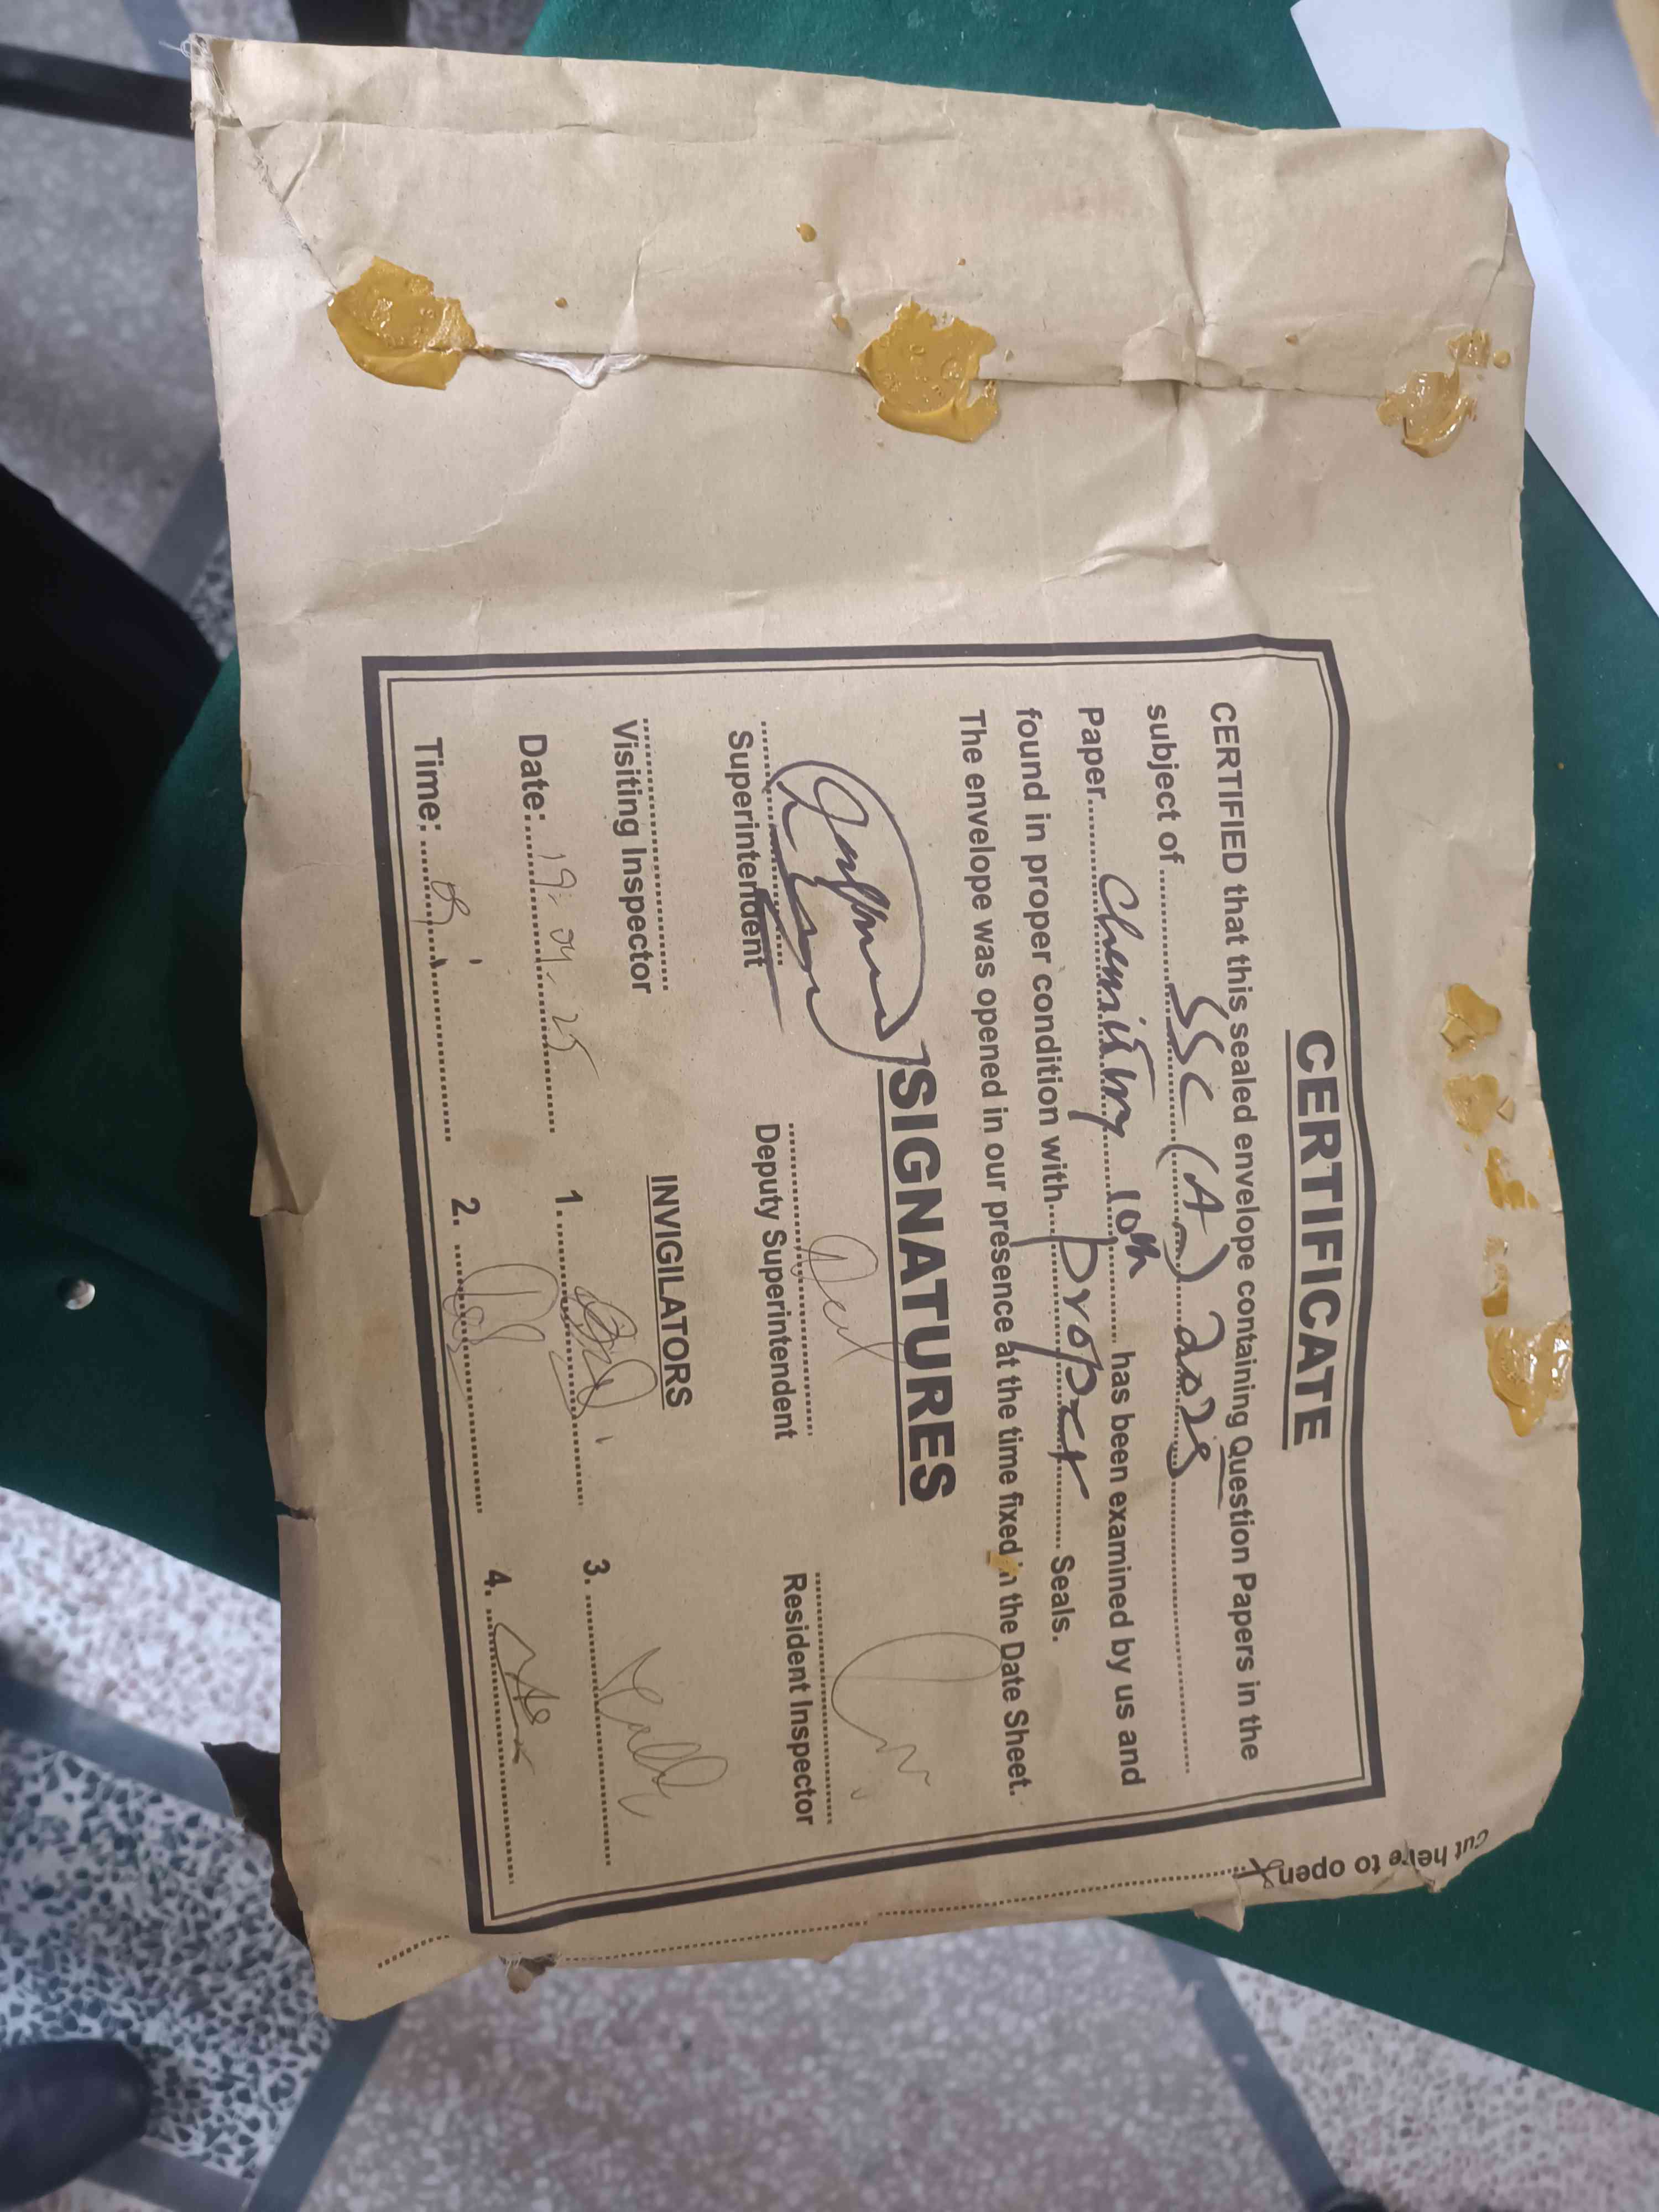 CERTIFICATE
CERTIFIED that this sealed envelope containing Question Papers in the
subject of ........ SSC (A) 2025 ........
Paper ........ Chemistry 10th ........ has been examined by us and
found in proper condition with ........ proper ........ Seals.
The envelope was opened in our presence at the time fixed in the Date Sheet.
SIGNATURES
Superintendent Deputy Superintendent Resident Inspector
Visiting Inspector
INVIGILATORS
Date: 19-04-25 1. 3.
Time: 2. 4.
cut here to open